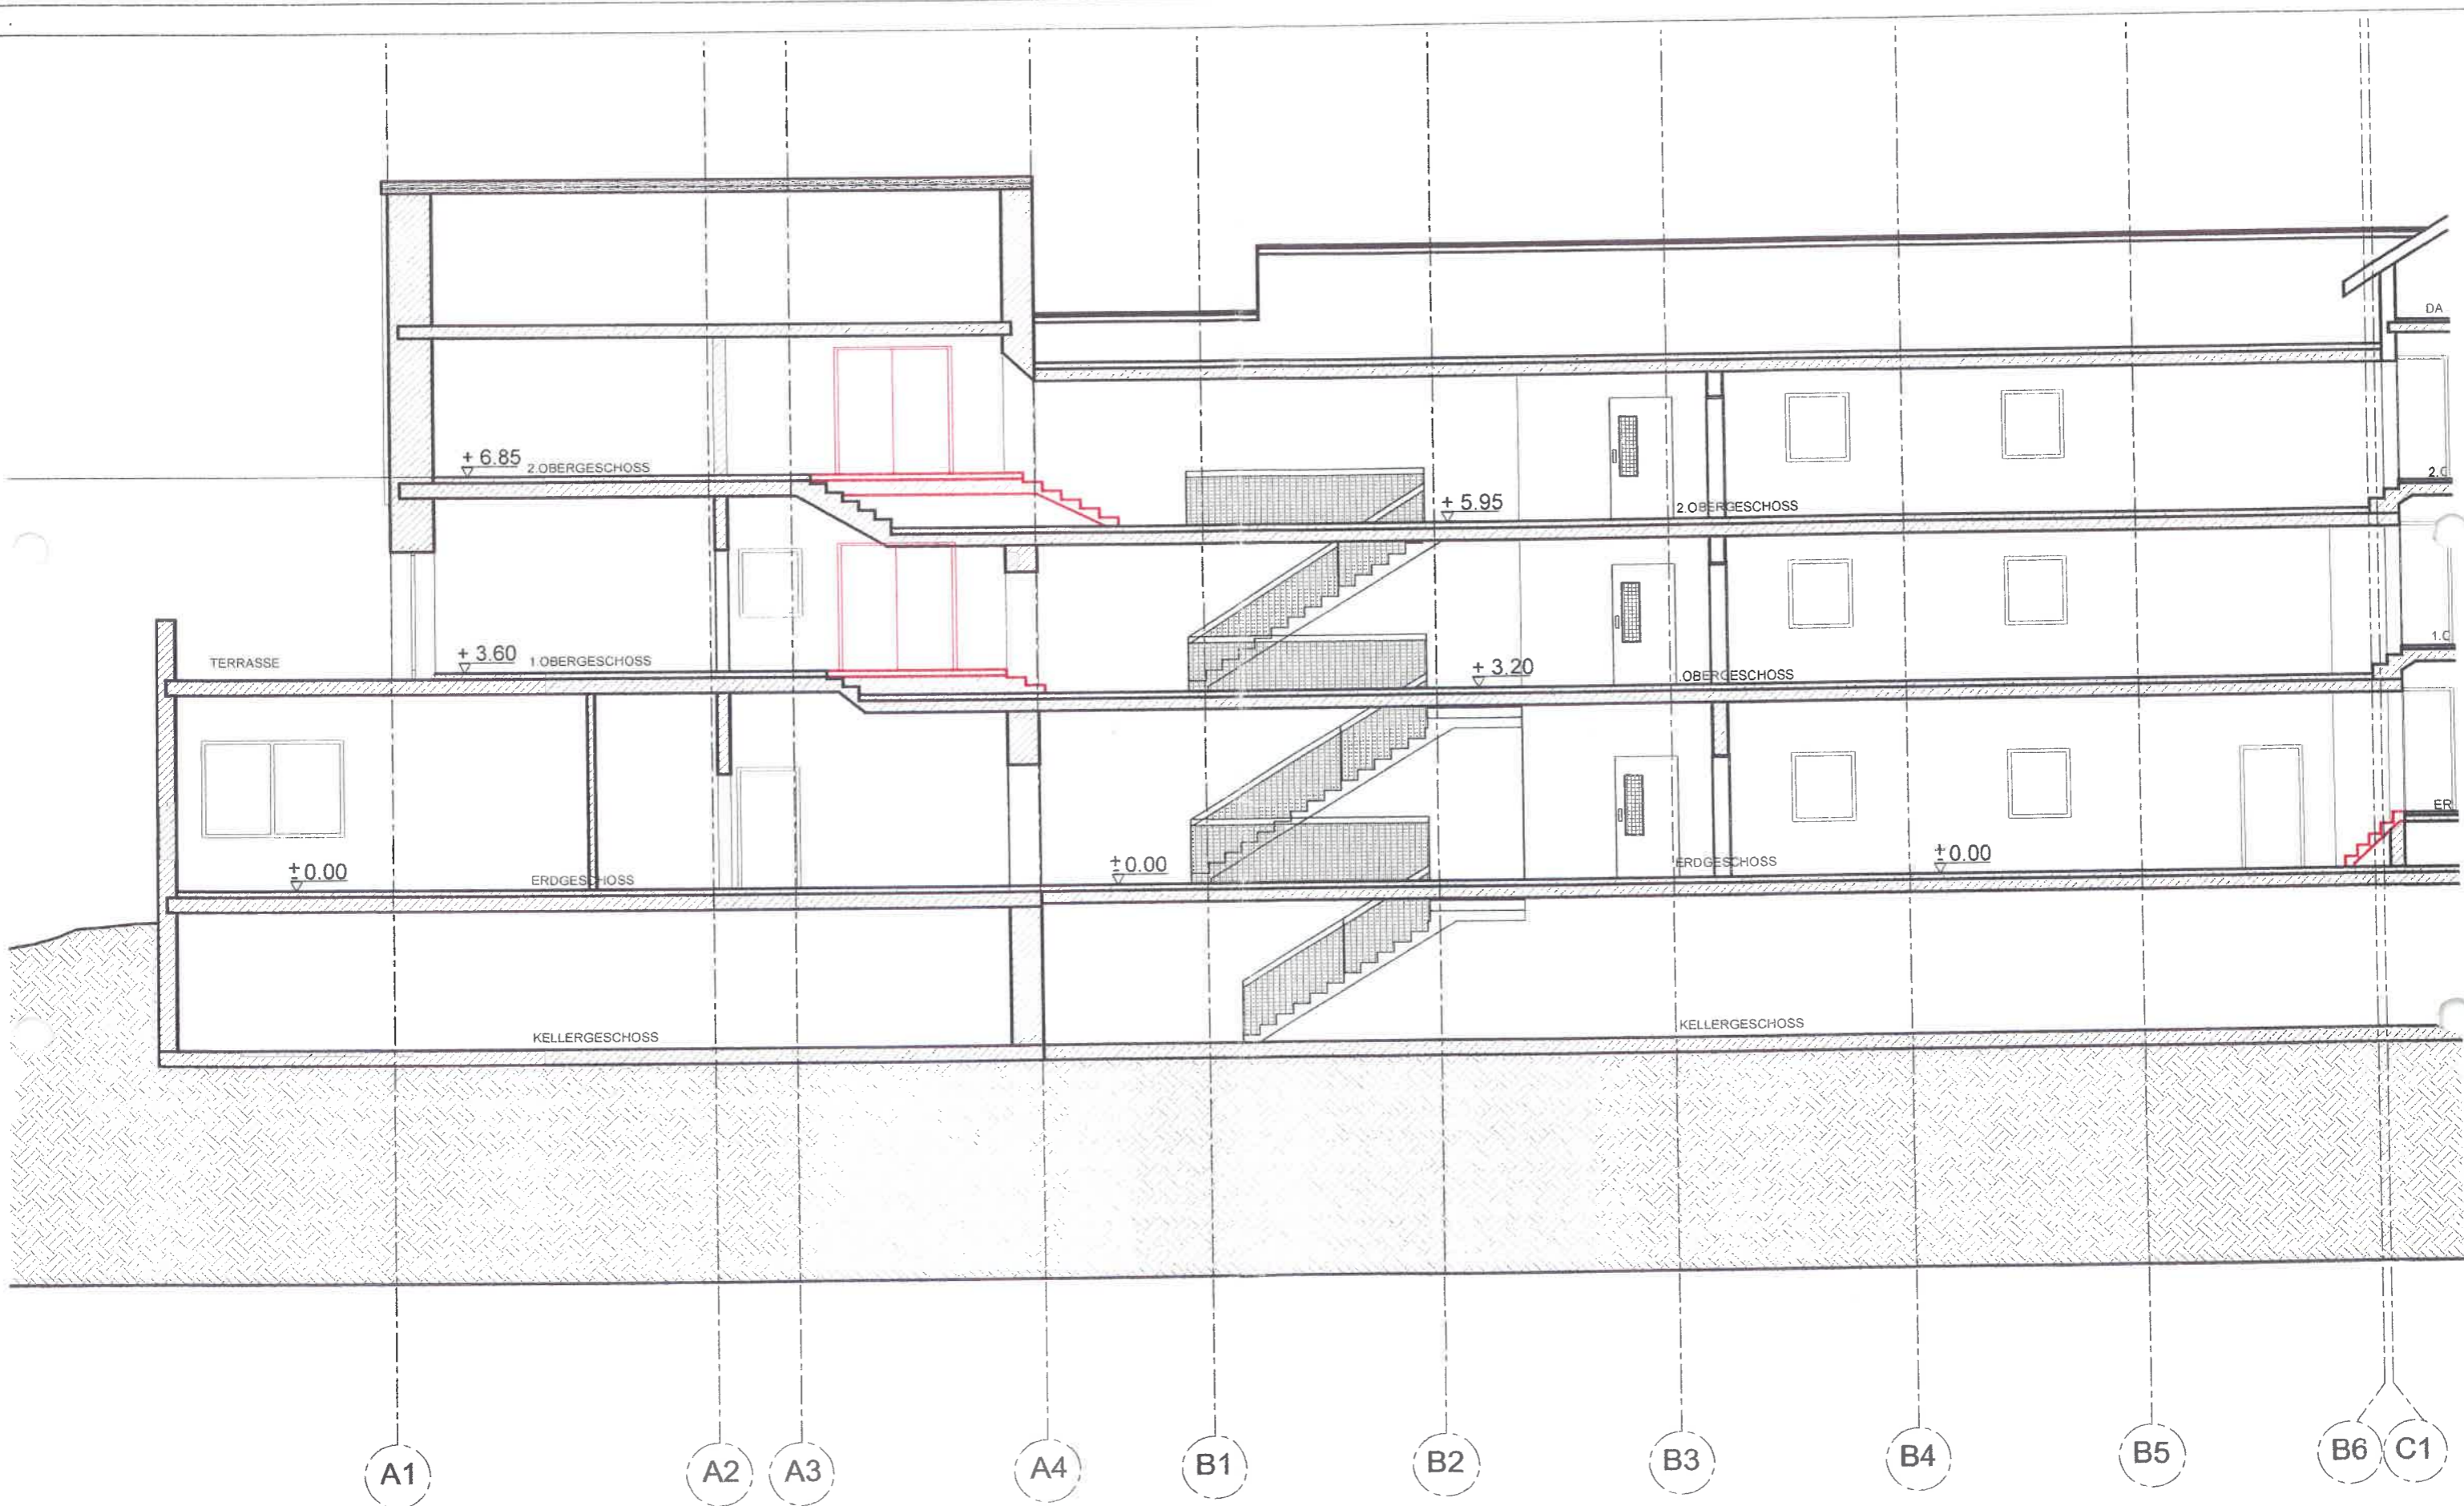 DA
+ 6.85 2.OBERGESCHOSS
2.O
+ 5.95
2.OBERGESCHOSS
TERRASSE
+ 3.60 1.OBERGESCHOSS
1.O
+ 3.20
.OBERGESCHOSS
ER
±0.00
ERDGESCHOSS
±0.00
ERDGESCHOSS
±0.00
KELLERGESCHOSS
KELLERGESCHOSS
A1 A2 A3 A4 B1 B2 B3 B4 B5 B6 C1